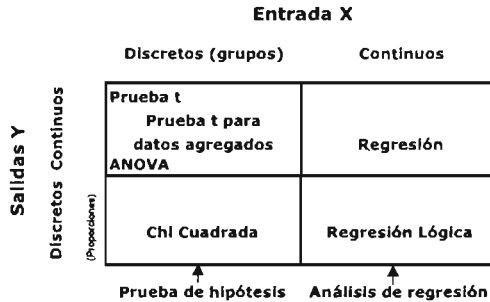 Entrada X
Discretos (grupos) Continuos
Salidas Y
Continuos
Prueba t
Prueba t para
datos agregados
ANOVA
Regresión
Discretos
(Proporciones)
Chi Cuadrada
Regresión Lógica
Prueba de hipótesis Análisis de regresión